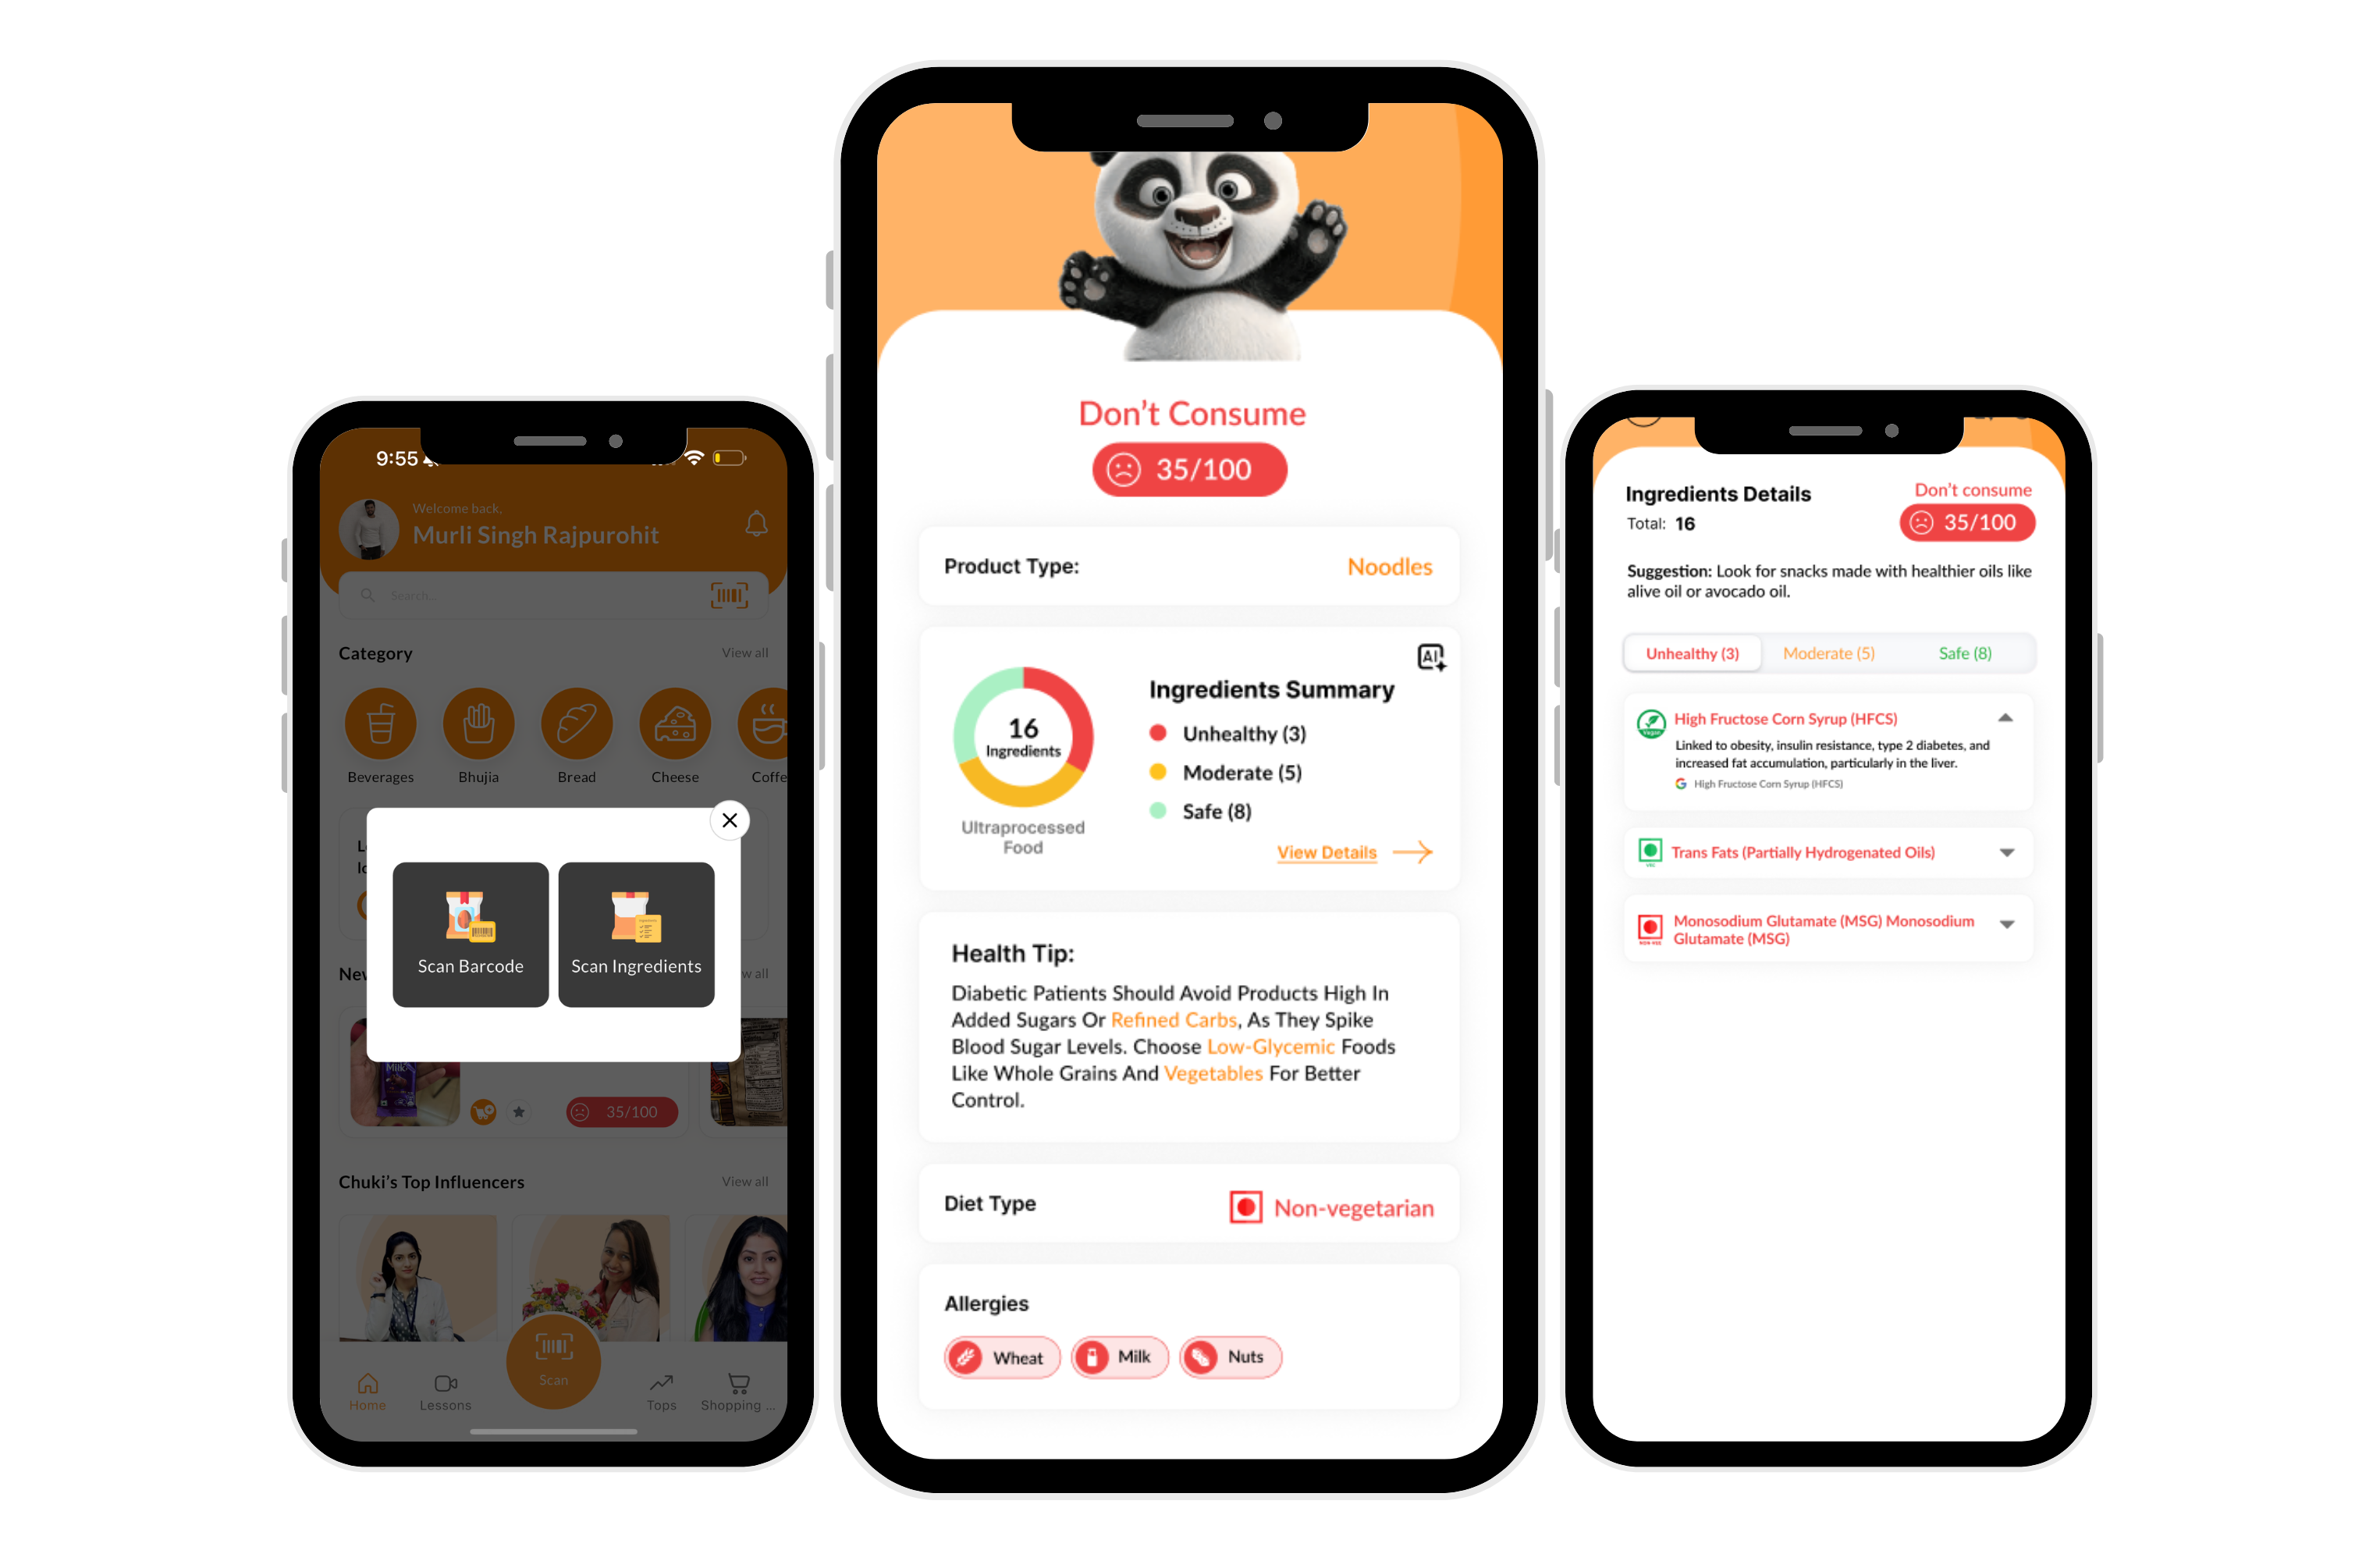 9:55
Welcome back,
Murli Singh Rajpurohit
Search...
Category
View all
Beverages
Bhujia
Bread
Cheese
Coffe
Scan Barcode
Scan Ingredients
New
w all
Milk
35/100
Chuki's Top Influencers
View all
Scan
Home
Lessons
Tops
Shopping ...
Don't Consume
35/100
Product Type:
Noodles
AI
16
Ingredients
Ultraprocessed
Food
Ingredients Summary
Unhealthy (3)
Moderate (5)
Safe (8)
View Details
Health Tip:
Diabetic Patients Should Avoid Products High In
Added Sugars Or Refined Carbs, As They Spike
Blood Sugar Levels. Choose Low-Glycemic Foods
Like Whole Grains And Vegetables For Better
Control.
Diet Type
Non-vegetarian
Allergies
Wheat
Milk
Nuts
Ingredients Details
Don't consume
Total: 16
35/100
Suggestion: Look for snacks made with healthier oils like
alive oil or avocado oil.
Unhealthy (3)
Moderate (5)
Safe (8)
Vegan
High Fructose Corn Syrup (HFCS)
Linked to obesity, insulin resistance, type 2 diabetes, and
increased fat accumulation, particularly in the liver.
G High Fructose Corn Syrup (HFCS)
VEG
Trans Fats (Partially Hydrogenated Oils)
NON-VEG
Monosodium Glutamate (MSG) Monosodium
Glutamate (MSG)